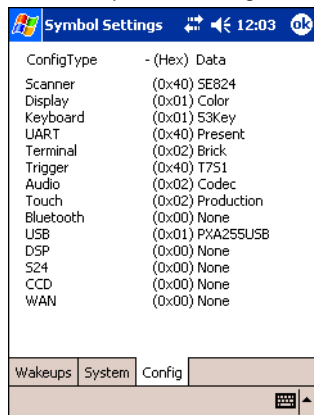 Symbol Settings 12:03 ok
ConfigType - (Hex) Data
Scanner (0x40) SE824
Display (0x01) Color
Keyboard (0x01) 53Key
UART (0x40) Present
Terminal (0x02) Brick
Trigger (0x40) T7S1
Audio (0x02) Codec
Touch (0x02) Production
Bluetooth (0x00) None
USB (0x01) PXA255USB
DSP (0x00) None
S24 (0x00) None
CCD (0x00) None
WAN (0x00) None
Wakeups System Config